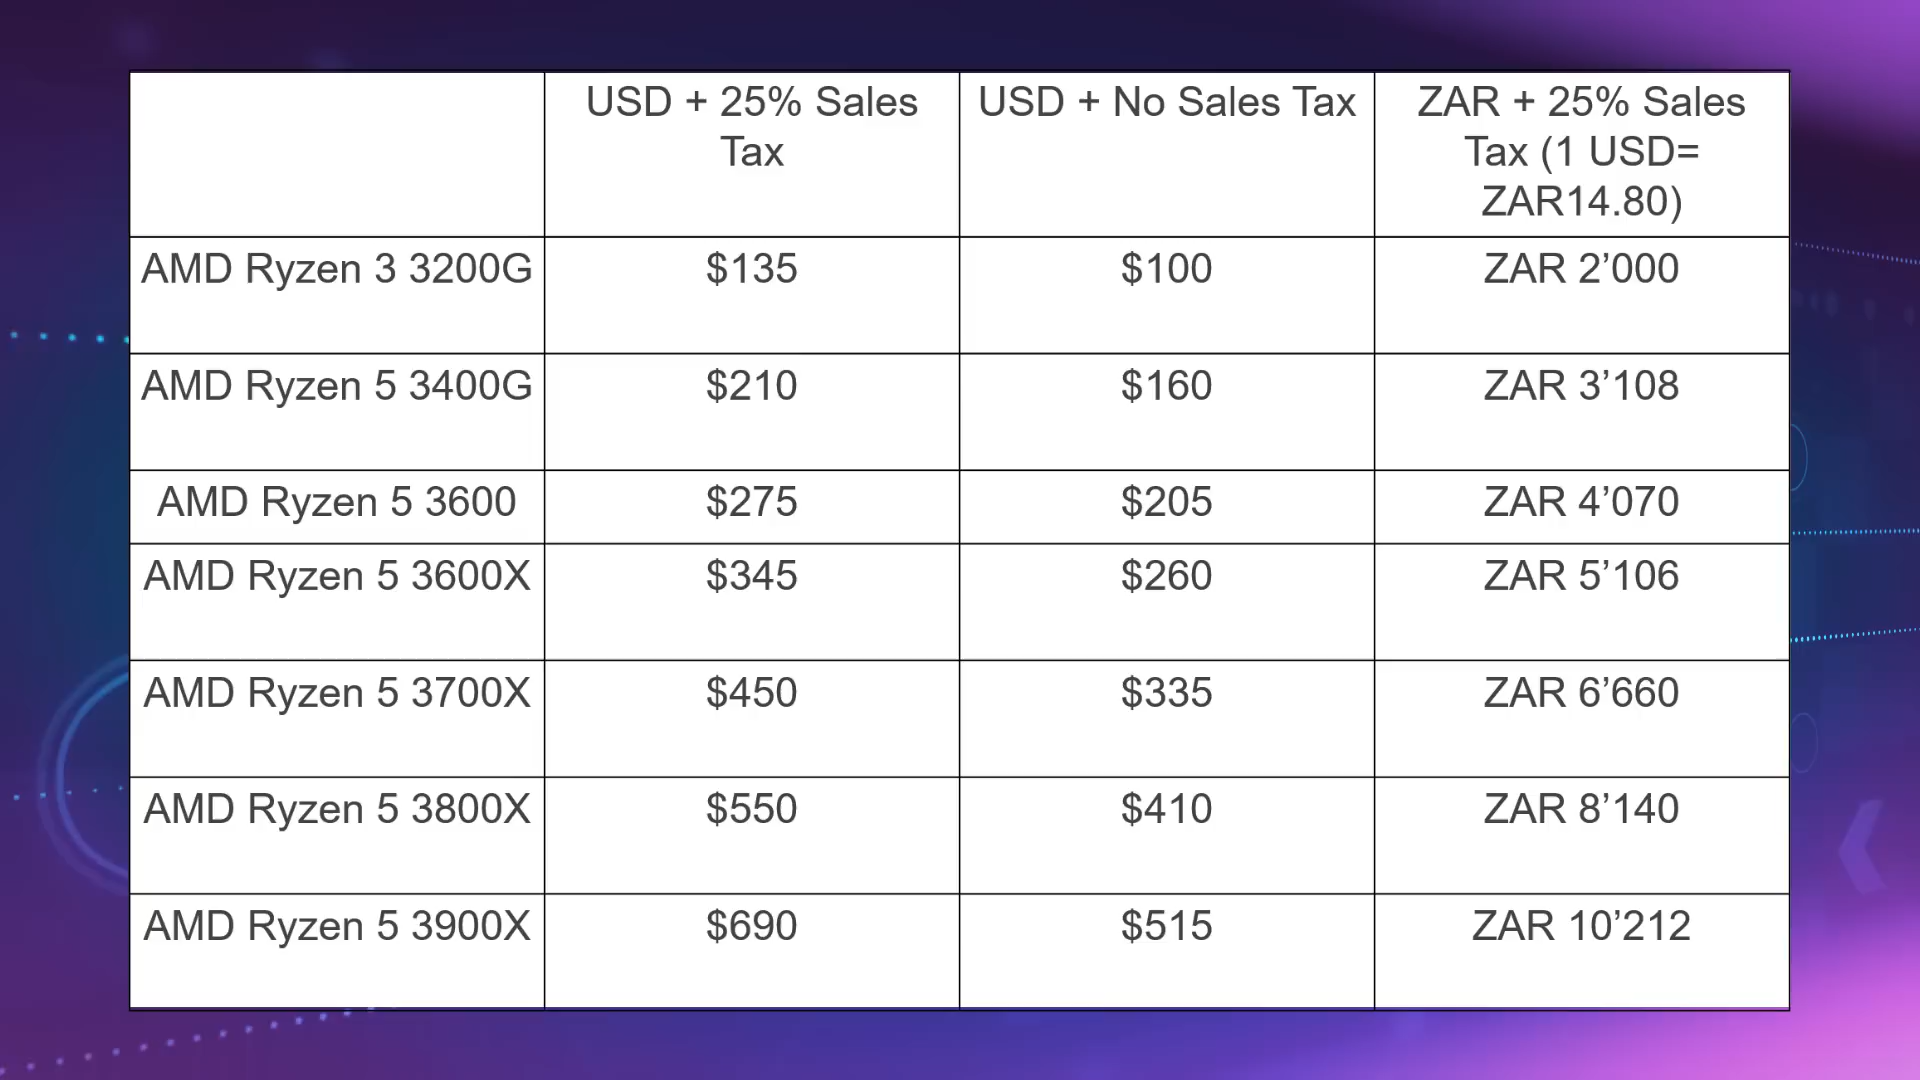 USD + 25% Sales
Tax
USD + No Sales Tax
ZAR + 25% Sales
Tax (1 USD=
ZAR14.80)
AMD Ryzen 3 3200G
$135
$100
ZAR 2’000
AMD Ryzen 5 3400G
$210
$160
ZAR 3’108
AMD Ryzen 5 3600
$275
$205
ZAR 4’070
AMD Ryzen 5 3600X
$345
$260
ZAR 5’106
AMD Ryzen 5 3700X
$450
$335
ZAR 6’660
AMD Ryzen 5 3800X
$550
$410
ZAR 8’140
AMD Ryzen 5 3900X
$690
$515
ZAR 10’212